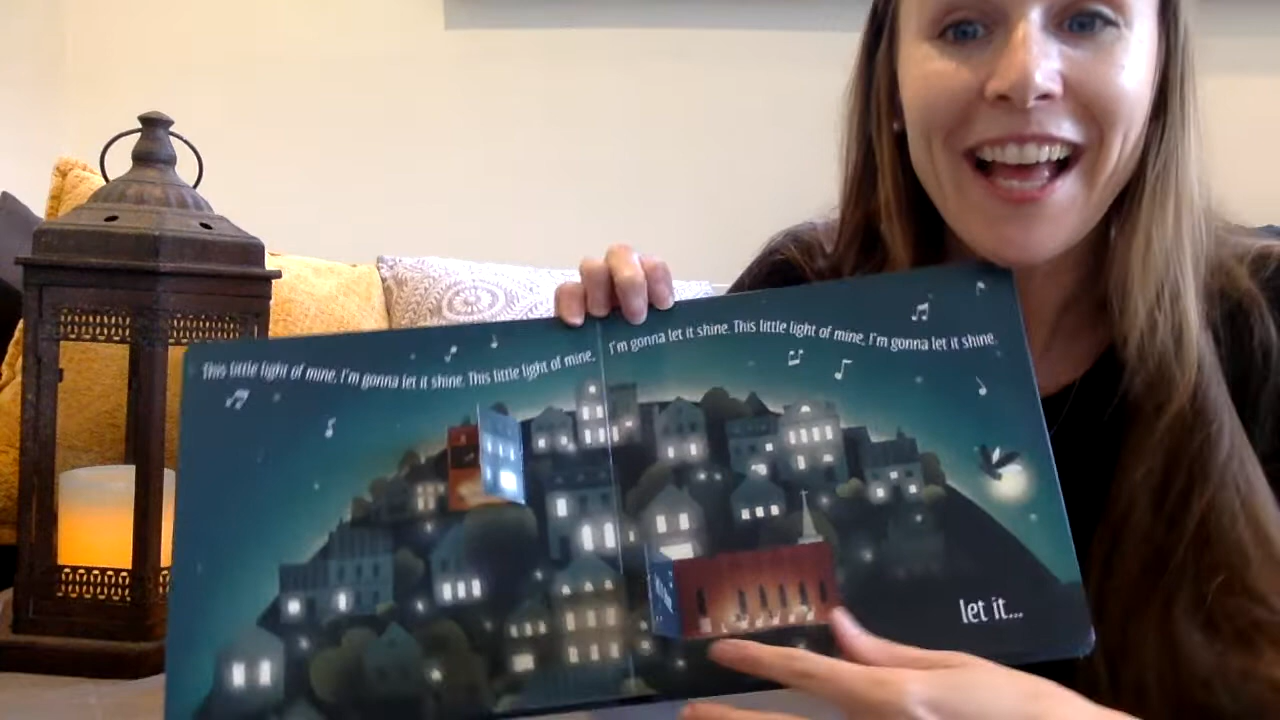 This little light of mine, I'm gonna let it shine. This little light of mine,
I'm gonna let it shine. This little light of mine, I'm gonna let it shine.
let it...